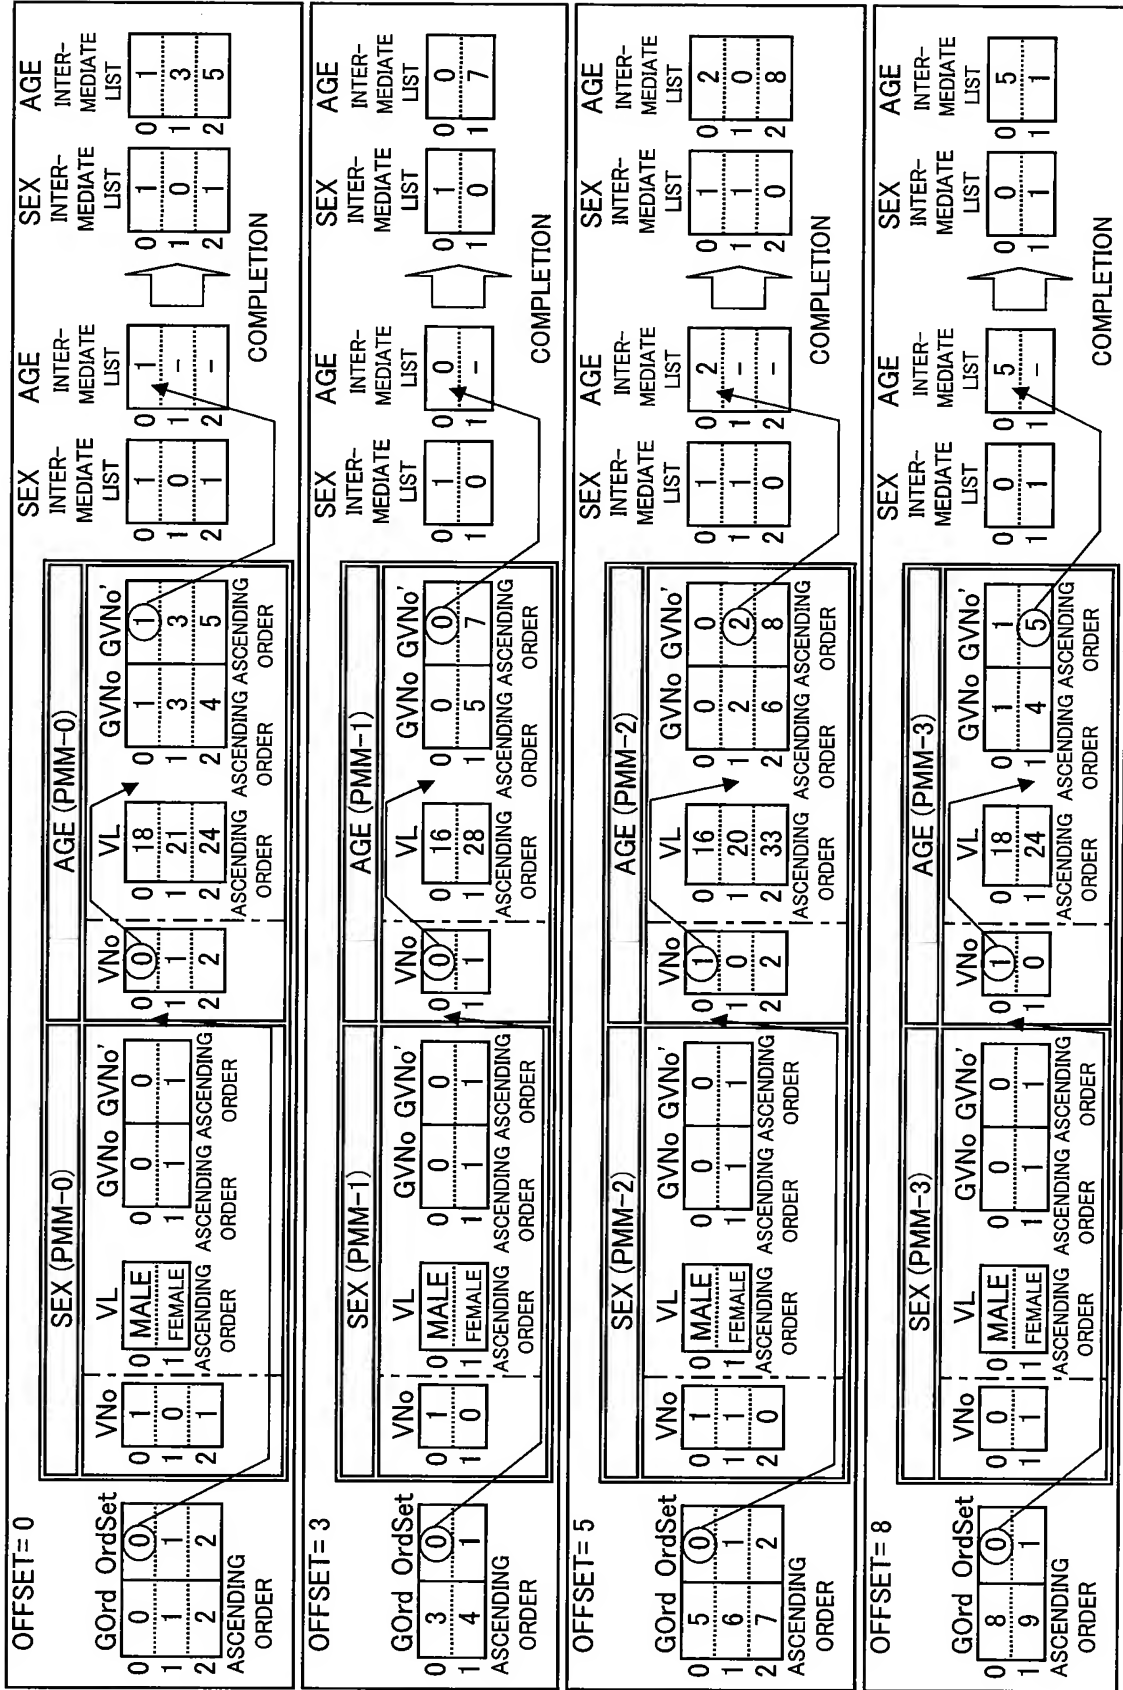 OFFSET= 0
GOrd OrdSet
0 0 0
1 1 1
2 2 2
ASCENDING
ORDER
SEX (PMM-0)
VNo
0 1
1 0
2 1
VL
0 MALE
1 FEMALE
ASCENDING
ORDER
GVNo GVNo'
0 0 0
1 1 1
ASCENDING ASCENDING
ORDER ORDER
AGE (PMM-0)
VNo
0 0
1 1
2 2
VL
0 18
1 21
2 24
ASCENDING
ORDER
GVNo GVNo'
0 1 1
1 3 3
2 4 5
ASCENDING ASCENDING
ORDER ORDER
SEX
INTER-
MEDIATE
LIST
0 1
1 0
2 1
AGE
INTER-
MEDIATE
LIST
0 1
1 -
2 -
COMPLETION
SEX
INTER-
MEDIATE
LIST
0 1
1 0
2 1
AGE
INTER-
MEDIATE
LIST
0 1
1 3
2 5
OFFSET= 3
GOrd OrdSet
0 3 0
1 4 1
ASCENDING
ORDER
SEX (PMM-1)
VNo
0 1
1 0
VL
0 MALE
1 FEMALE
ASCENDING
ORDER
GVNo GVNo'
0 0 0
1 1 1
ASCENDING ASCENDING
ORDER ORDER
AGE (PMM-1)
VNo
0 0
1 1
VL
0 16
1 28
ASCENDING
ORDER
GVNo GVNo'
0 0 0
1 5 7
ASCENDING ASCENDING
ORDER ORDER
SEX
INTER-
MEDIATE
LIST
0 1
1 0
AGE
INTER-
MEDIATE
LIST
0 0
1 -
COMPLETION
SEX
INTER-
MEDIATE
LIST
0 1
1 0
AGE
INTER-
MEDIATE
LIST
0 0
1 7
OFFSET= 5
GOrd OrdSet
0 5 0
1 6 1
2 7 2
ASCENDING
ORDER
SEX (PMM-2)
VNo
0 1
1 1
2 0
VL
0 MALE
1 FEMALE
ASCENDING
ORDER
GVNo GVNo'
0 0 0
1 1 1
ASCENDING ASCENDING
ORDER ORDER
AGE (PMM-2)
VNo
0 1
1 0
2 2
VL
0 16
1 20
2 33
ASCENDING
ORDER
GVNo GVNo'
0 0 0
1 2 2
2 6 8
ASCENDING ASCENDING
ORDER ORDER
SEX
INTER-
MEDIATE
LIST
0 1
1 1
2 0
AGE
INTER-
MEDIATE
LIST
0 2
1 -
2 -
COMPLETION
SEX
INTER-
MEDIATE
LIST
0 1
1 1
2 0
AGE
INTER-
MEDIATE
LIST
0 2
1 0
2 8
OFFSET= 8
GOrd OrdSet
0 8 0
1 9 1
ASCENDING
ORDER
SEX (PMM-3)
VNo
0 0
1 1
VL
0 MALE
1 FEMALE
ASCENDING
ORDER
GVNo GVNo'
0 0 0
1 1 1
ASCENDING ASCENDING
ORDER ORDER
AGE (PMM-3)
VNo
0 1
1 0
VL
0 18
1 24
ASCENDING
ORDER
GVNo GVNo'
0 1 1
1 4 5
ASCENDING ASCENDING
ORDER ORDER
SEX
INTER-
MEDIATE
LIST
0 0
1 1
AGE
INTER-
MEDIATE
LIST
0 5
1 -
COMPLETION
SEX
INTER-
MEDIATE
LIST
0 0
1 1
AGE
INTER-
MEDIATE
LIST
0 5
1 1